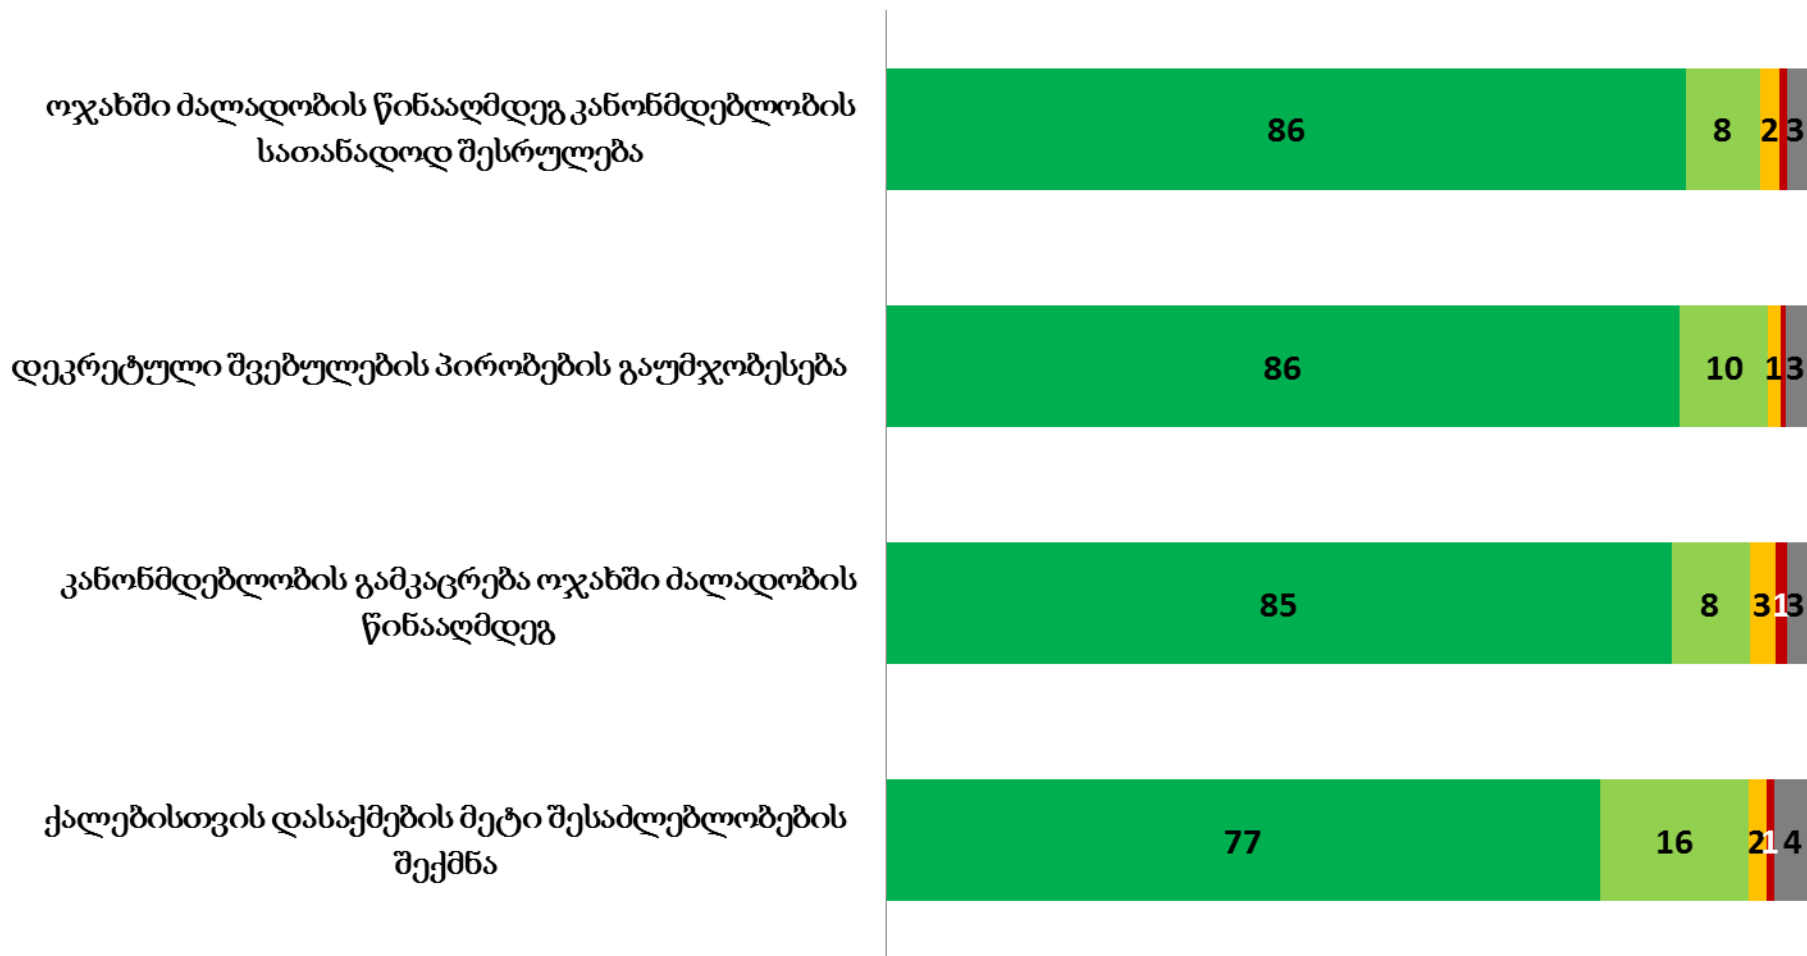 ოჯახში ძალადობის წინააღმდეგ კანონმდებლობის
სათანადოდ შესრულება
86 8 2 3
დეკრეტული შვებულების პირობების გაუმჯობესება
86 10 1 3
კანონმდებლობის გამკაცრება ოჯახში ძალადობის
წინააღმდეგ
85 8 3 1 3
ქალებისთვის დასაქმების მეტი შესაძლებლობების
შექმნა
77 16 2 1 4